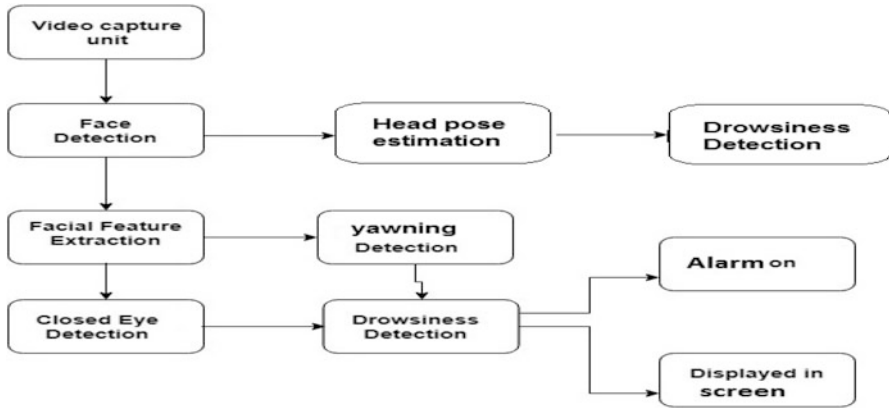 Video capture
unit
Face
Detection
Head pose
estimation
Drowsiness
Detection
Facial Feature
Extraction
yawning
Detection
Alarm on
Closed Eye
Detection
Drowsiness
Detection
Displayed in
screen